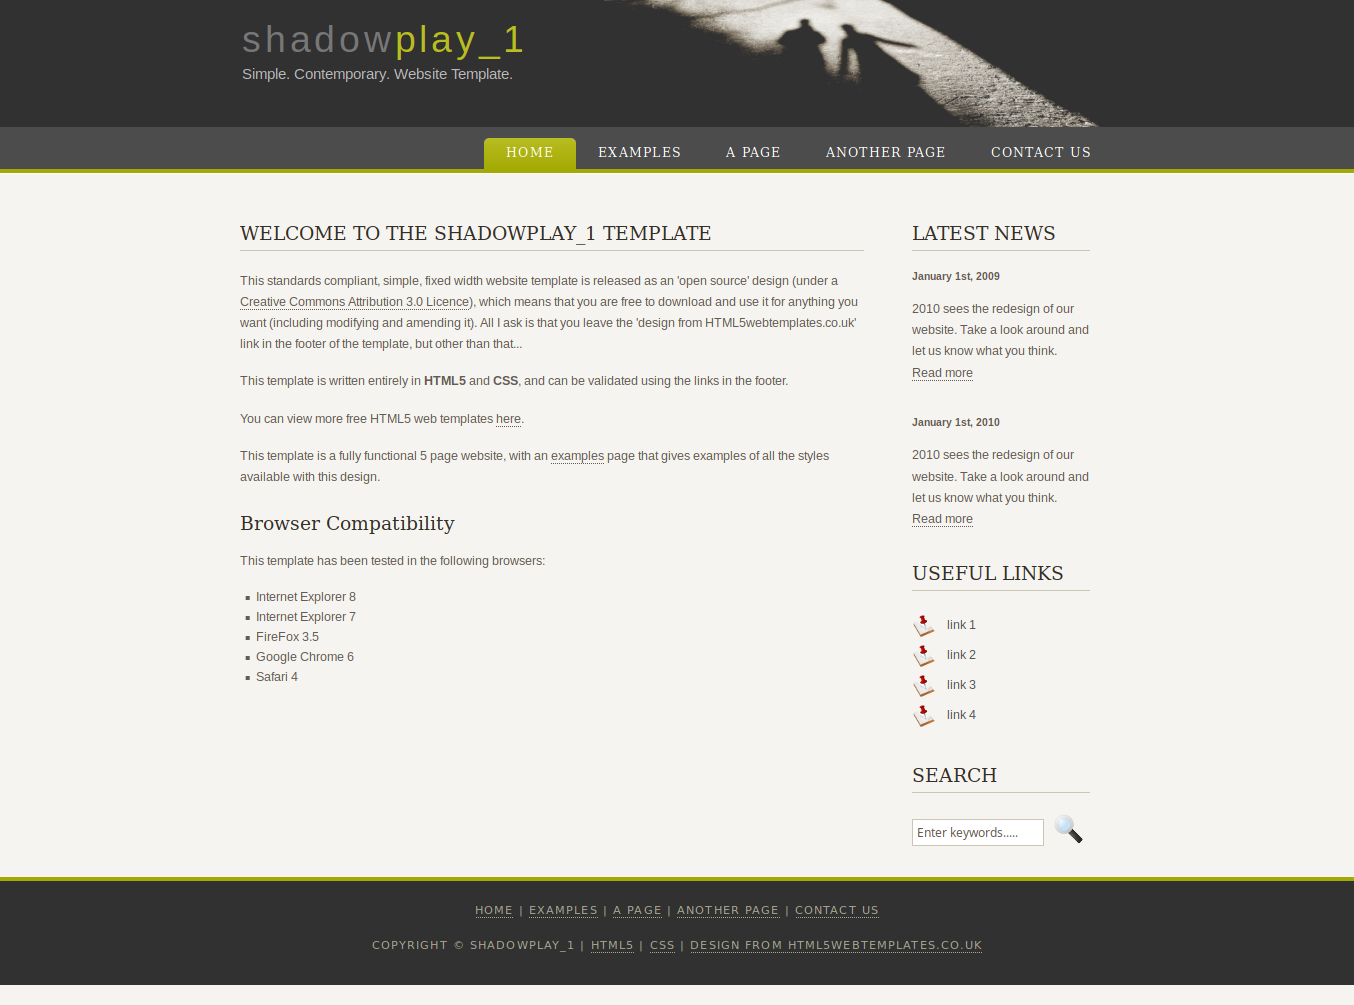 shadowplay_1
Simple. Contemporary. Website Template.
HOME EXAMPLES A PAGE ANOTHER PAGE CONTACT US
WELCOME TO THE SHADOWPLAY_1 TEMPLATE
This standards compliant, simple, fixed width website template is released as an 'open source' design (under a
Creative Commons Attribution 3.0 Licence), which means that you are free to download and use it for anything you
want (including modifying and amending it). All I ask is that you leave the 'design from HTML5webtemplates.co.uk'
link in the footer of the template, but other than that...
This template is written entirely in HTML5 and CSS, and can be validated using the links in the footer.
You can view more free HTML5 web templates here.
This template is a fully functional 5 page website, with an examples page that gives examples of all the styles
available with this design.
Browser Compatibility
This template has been tested in the following browsers:
Internet Explorer 8
Internet Explorer 7
FireFox 3.5
Google Chrome 6
Safari 4
LATEST NEWS
January 1st, 2009
2010 sees the redesign of our
website. Take a look around and
let us know what you think.
Read more
January 1st, 2010
2010 sees the redesign of our
website. Take a look around and
let us know what you think.
Read more
USEFUL LINKS
link 1
link 2
link 3
link 4
SEARCH
Enter keywords.....
HOME | EXAMPLES | A PAGE | ANOTHER PAGE | CONTACT US
COPYRIGHT © SHADOWPLAY_1 | HTML5 | CSS | DESIGN FROM HTML5WEBTEMPLATES.CO.UK